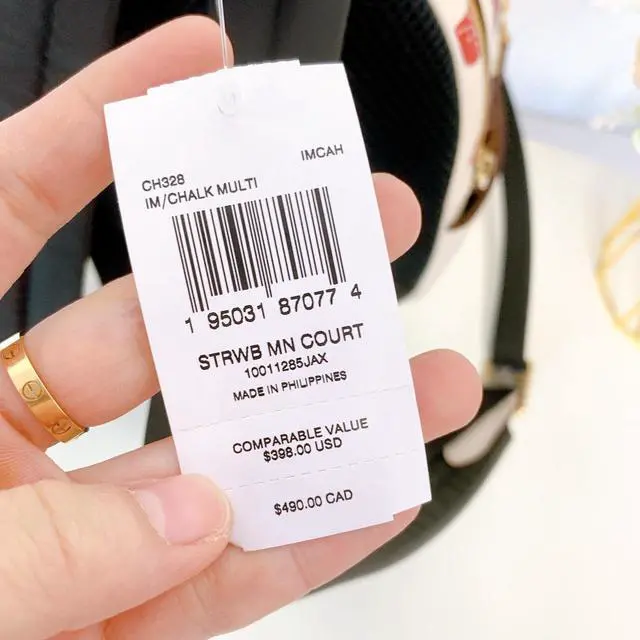 IMCAH
CH328
IM/CHALK MULTI
1 95031 87077 4
STRWB MN COURT
10011285JAX
MADE IN PHILIPPINES
COMPARABLE VALUE
$398.00 USD
$490.00 CAD